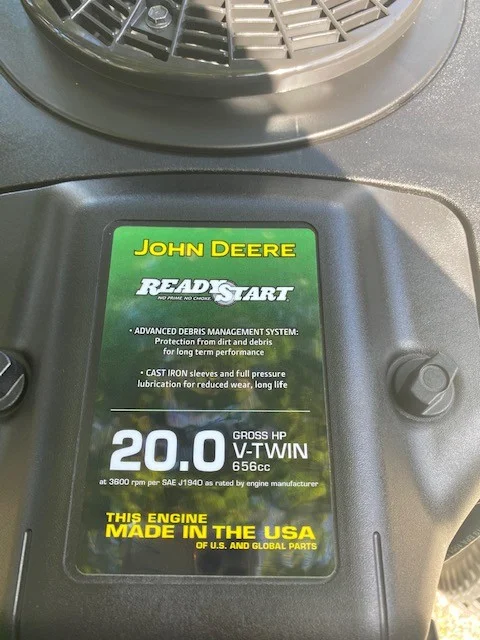 JOHN DEERE
READYSTART
NO PRIME. NO CHOKE.
• ADVANCED DEBRIS MANAGEMENT SYSTEM:
Protection from dirt and debris
for long term performance
• CAST IRON sleeves and full pressure
lubrication for reduced wear, long life
20.0 GROSS HP
V-TWIN
656cc
at 3600 rpm per SAE J1940 as rated by engine manufacturer
THIS ENGINE
MADE IN THE USA
OF U.S. AND GLOBAL PARTS